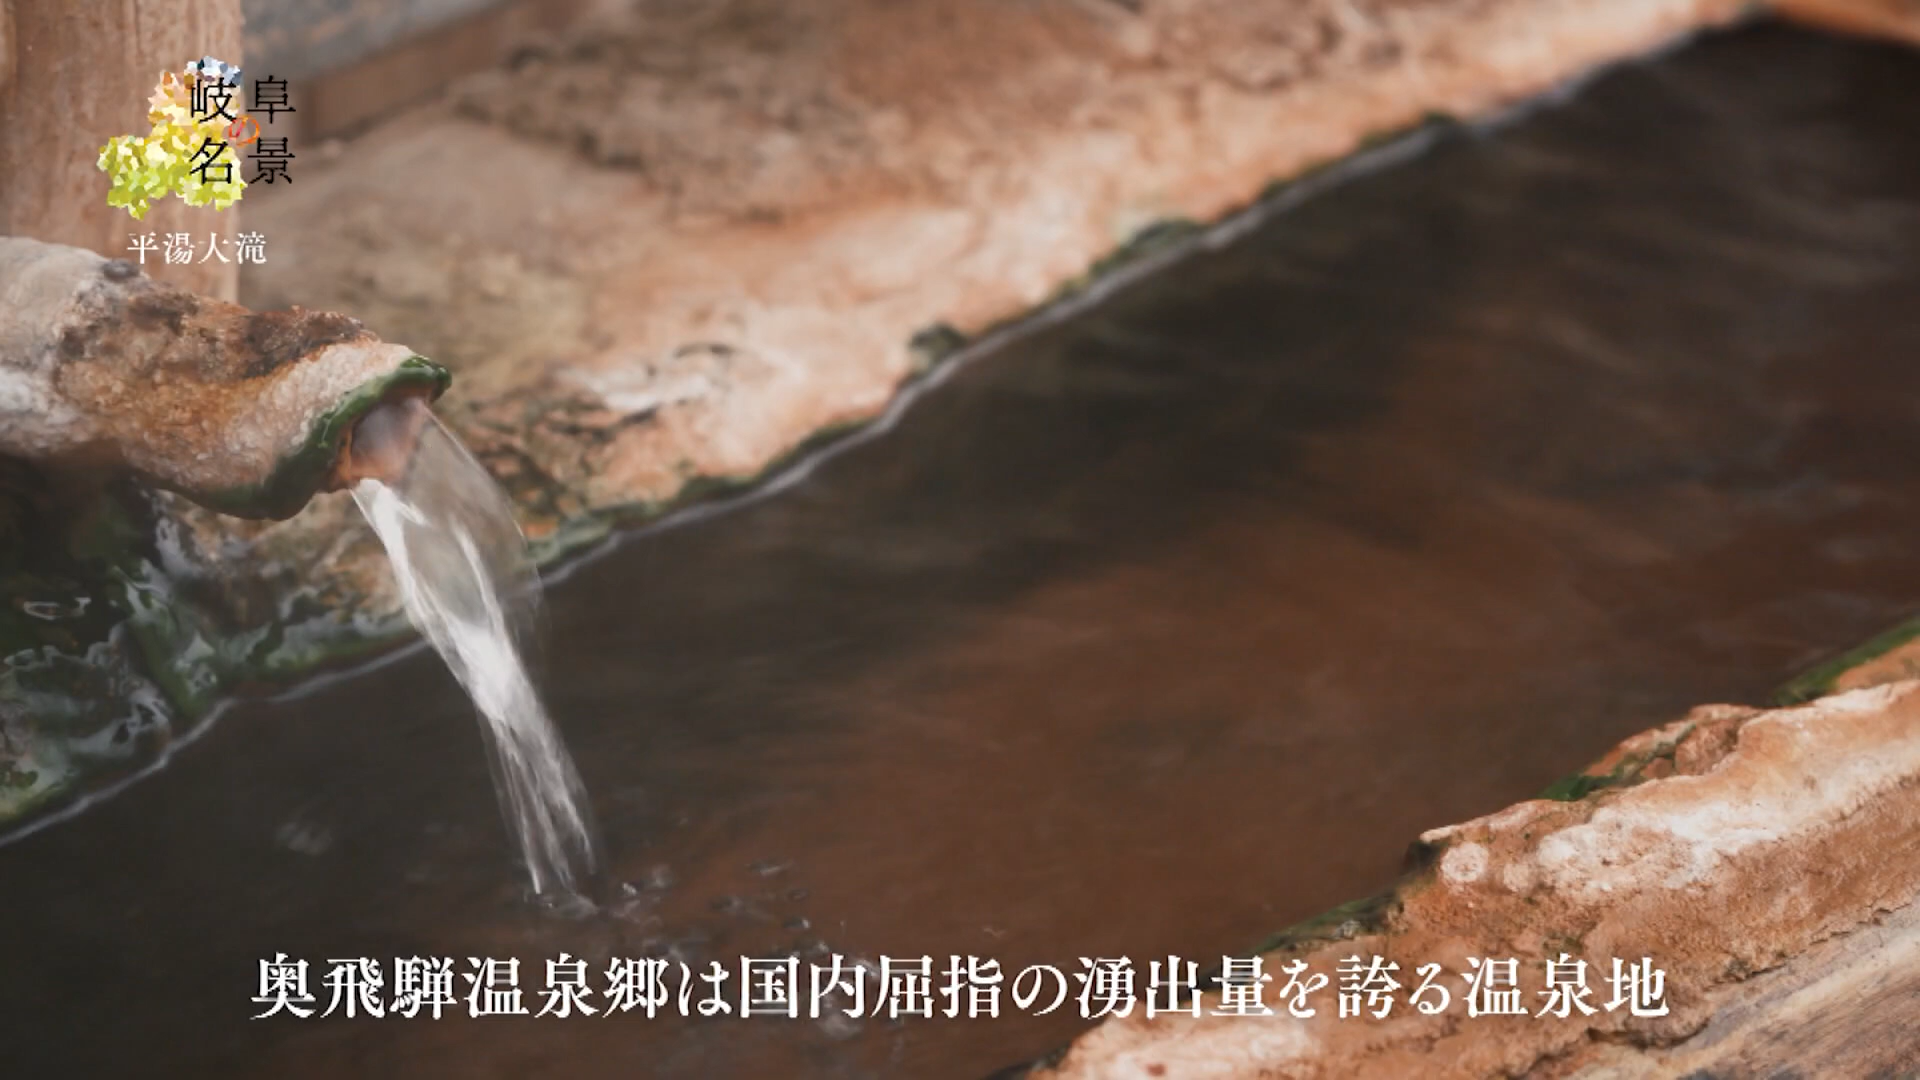 岐阜
の
名景
平湯大滝
奥飛騨温泉郷は国内屈指の湧出量を誇る温泉地